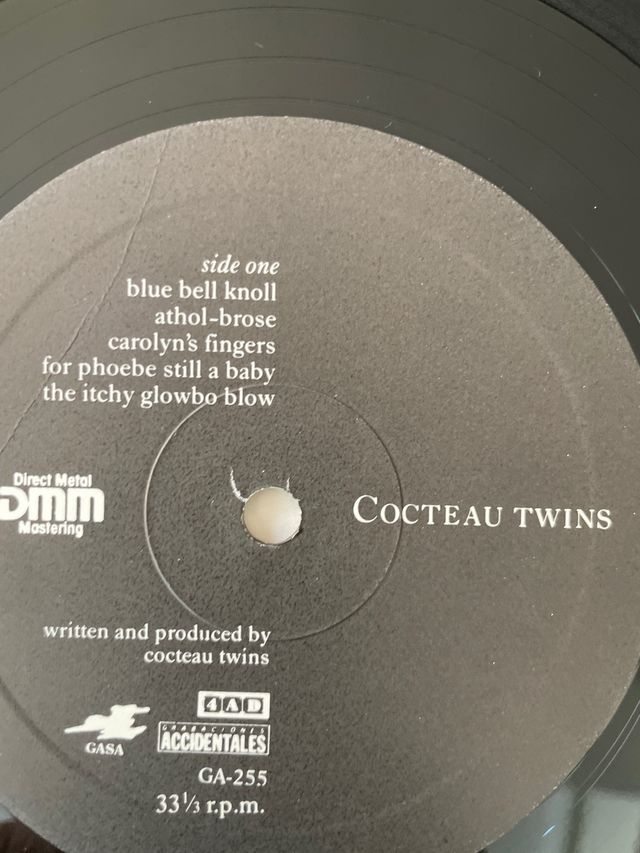 side one
blue bell knoll
athol-brose
carolyn's fingers
for phoebe still a baby
the itchy glowbo blow
Direct Metal
DMM
Mastering
COCTEAU TWINS
written and produced by
cocteau twins
4AD
GASA
GRABACIONES
ACCIDENTALES
GA-255
33⅓ r.p.m.